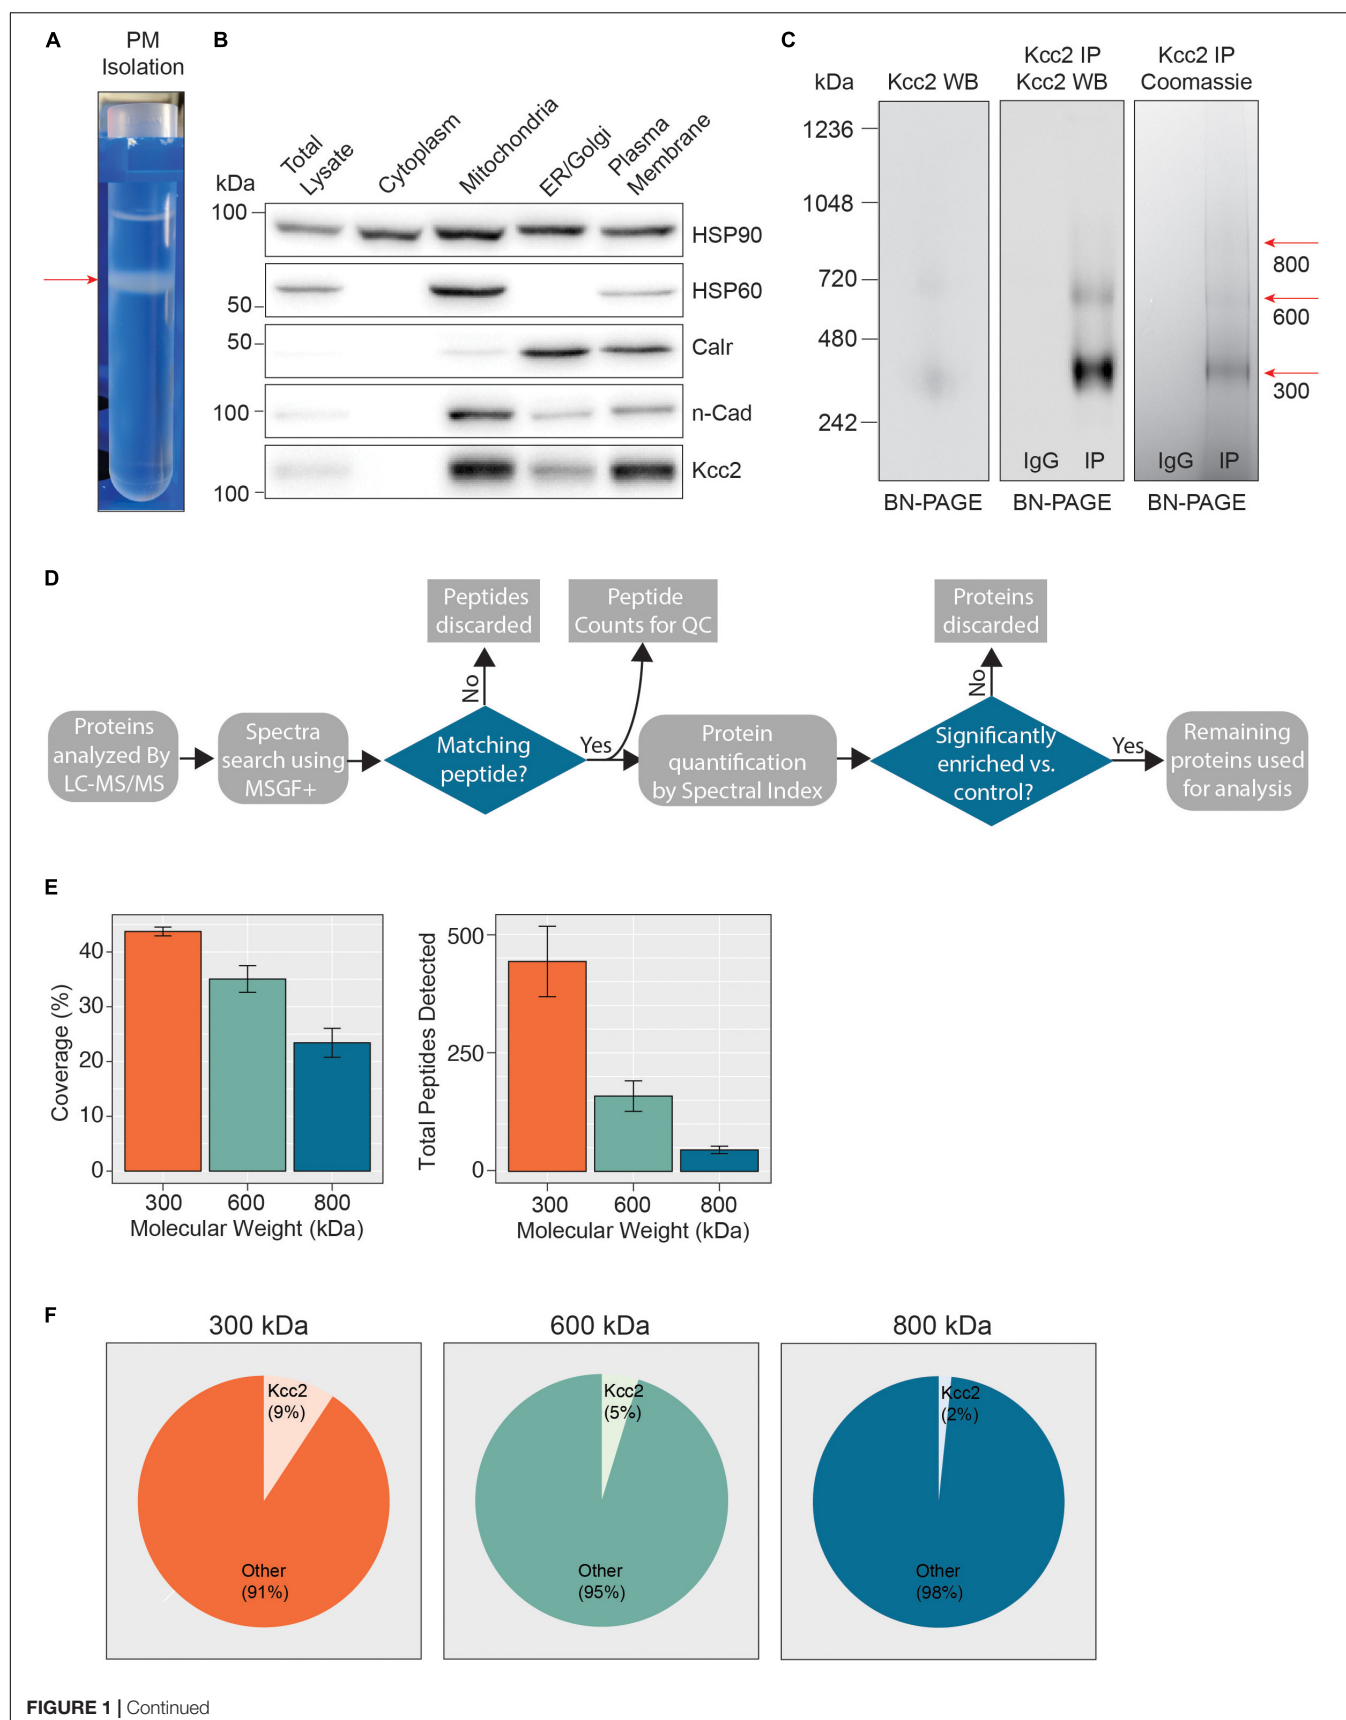 A
PM
Isolation
B
Total
Lysate
Cytoplasm
Mitochondria
ER/Golgi
Plasma
Membrane
kDa
100
HSP90
50
HSP60
50
Calr
100
n-Cad
100
Kcc2
C
kDa
Kcc2 WB
Kcc2 IP
Kcc2 WB
Kcc2 IP
Coomassie
1236
1048
720
480
242
800
600
300
IgG IP
IgG IP
BN-PAGE
BN-PAGE
BN-PAGE
D
Proteins
analyzed By
LC-MS/MS
Spectra
search using
MSGF+
Matching
peptide?
No
Peptides
discarded
Yes
Peptide
Counts for QC
Protein
quantification
by Spectral Index
Significantly
enriched vs.
control?
No
Proteins
discarded
Yes
Remaining
proteins used
for analysis
E
Coverage (%)
40
30
20
10
0
300 600 800
Molecular Weight (kDa)
Total Peptides Detected
500
250
0
300 600 800
Molecular Weight (kDa)
F
300 kDa
Kcc2
(9%)
Other
(91%)
600 kDa
Kcc2
(5%)
Other
(95%)
800 kDa
Kcc2
(2%)
Other
(98%)
FIGURE 1 | Continued